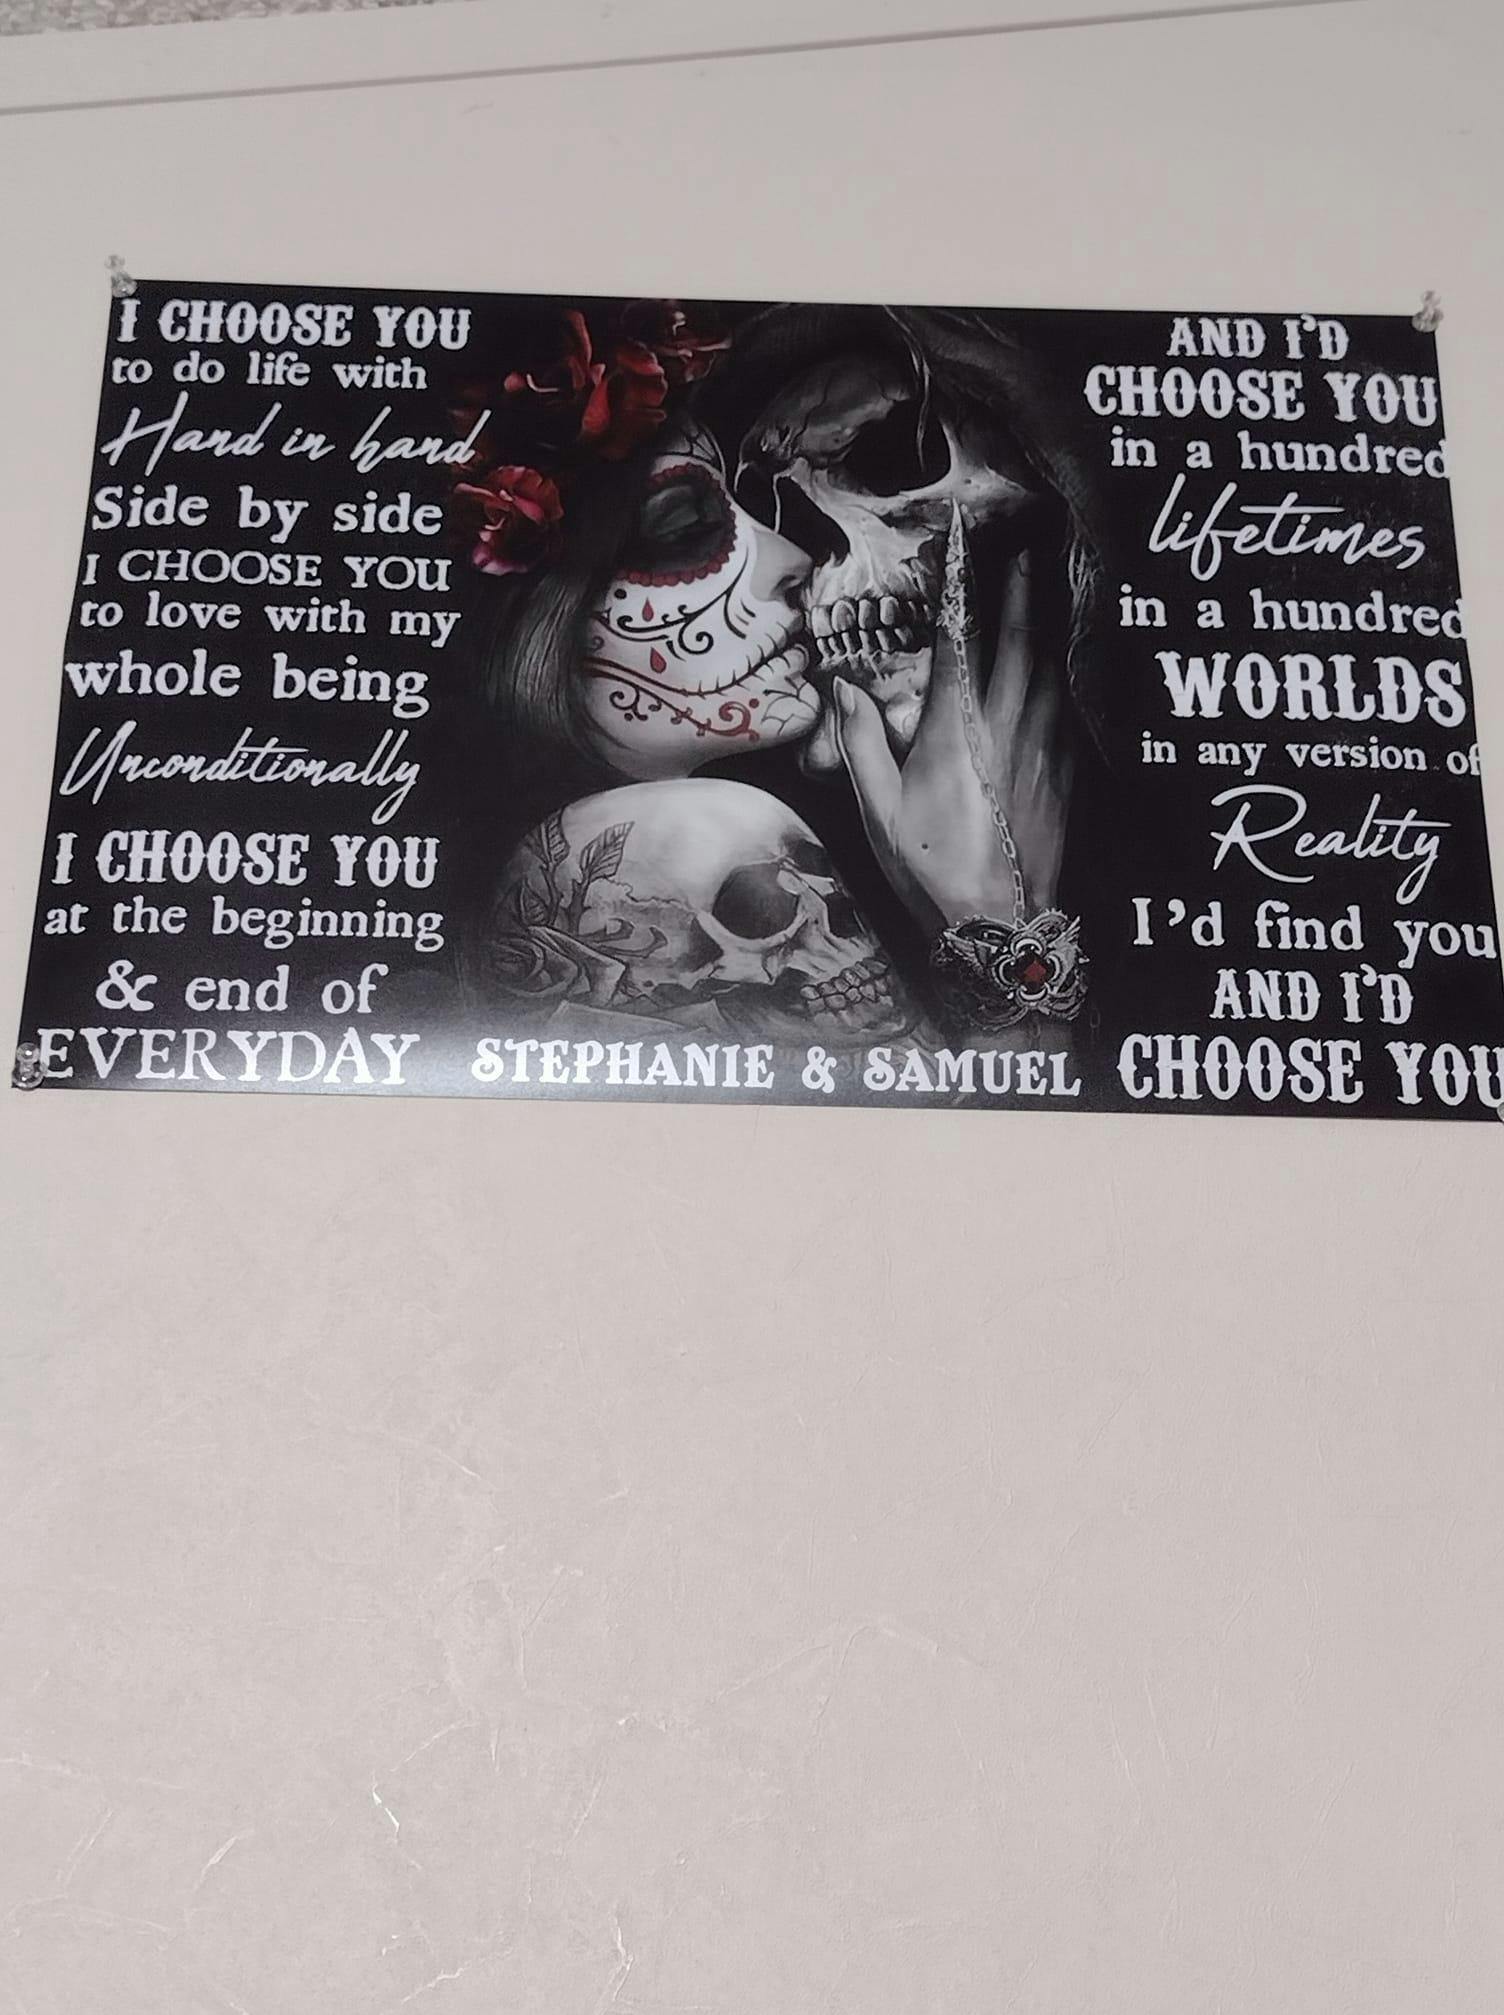 I CHOOSE YOU
to do life with
Hand in hand
Side by side
I CHOOSE YOU
to love with my
whole being
Unconditionally
I CHOOSE YOU
at the beginning
& end of
EVERYDAY
STEPHANIE & SAMUEL
AND I'D
CHOOSE YOU
in a hundred
lifetimes
in a hundred
WORLDS
in any version of
Reality
I'd find you
AND I'D
CHOOSE YOU